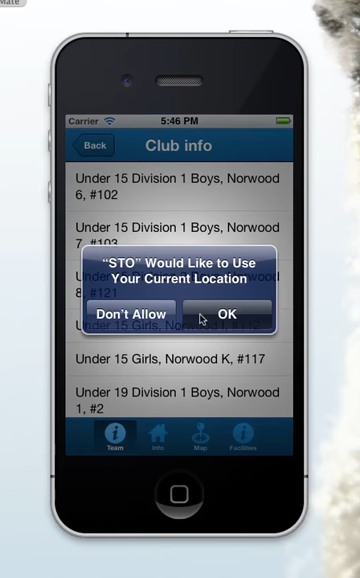 Mate
Carrier
5:46 PM
Back
Club info
Under 15 Division 1 Boys, Norwood
6, #102
Under 15 Division 1 Boys, Norwood
7, #103
“STO” Would Like to Use
Your Current Location
8, #121
Don’t Allow
OK
Under 15 Girls, Norwood
#112
Under 15 Girls, Norwood K, #117
Under 19 Division 1 Boys, Norwood
1, #2
Team
Info
Map
Facilities